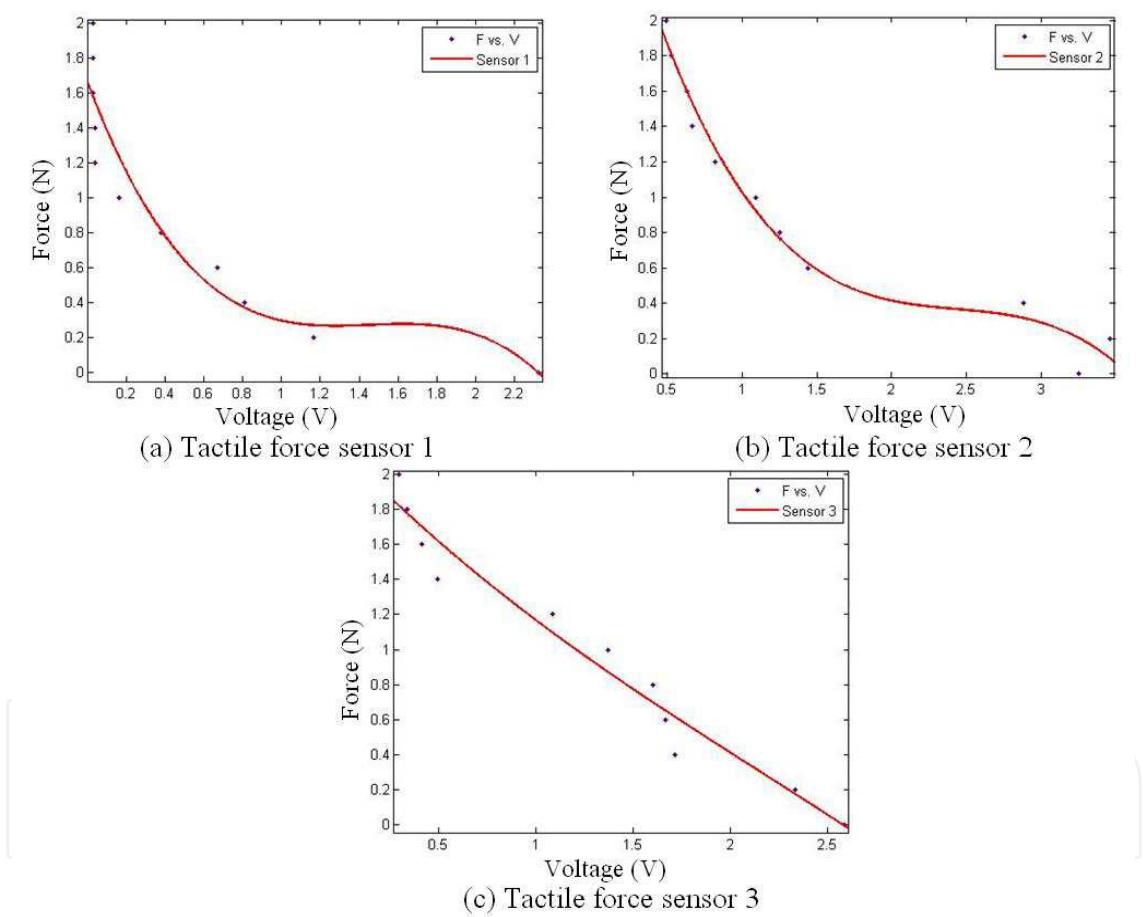 2
1.8
1.6
1.4
1.2
1
0.8
0.6
0.4
0.2
0
Force (N)
F vs. V
Sensor 1
0.2 0.4 0.6 0.8 1 1.2 1.4 1.6 1.8 2 2.2
Voltage (V)
(a) Tactile force sensor 1
2
1.8
1.6
1.4
1.2
1
0.8
0.6
0.4
0.2
0
Force (N)
F vs. V
Sensor 2
0.5 1 1.5 2 2.5 3
Voltage (V)
(b) Tactile force sensor 2
2
1.8
1.6
1.4
1.2
1
0.8
0.6
0.4
0.2
0
Force (N)
F vs. V
Sensor 3
0.5 1 1.5 2 2.5
Voltage (V)
(c) Tactile force sensor 3